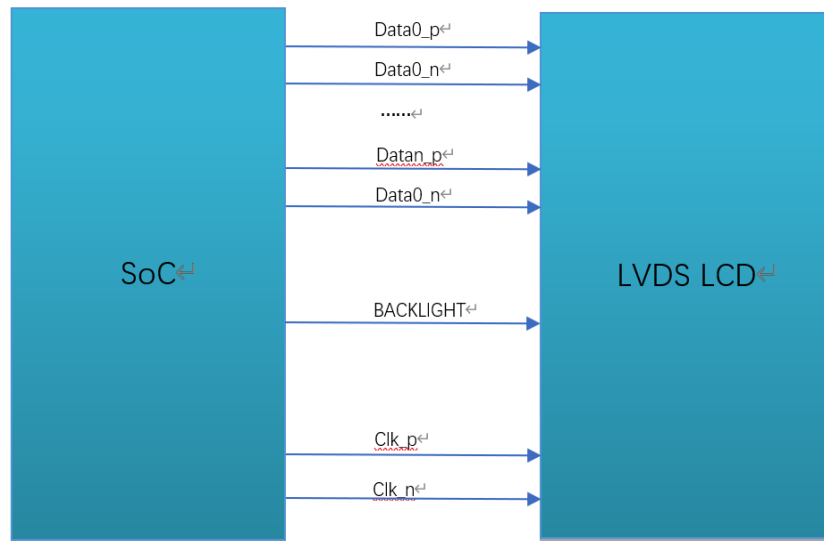 Data0_p
Data0_n
......
Datan_p
Data0_n
SoC
LVDS LCD
BACKLIGHT
Clk_p
Clk_n